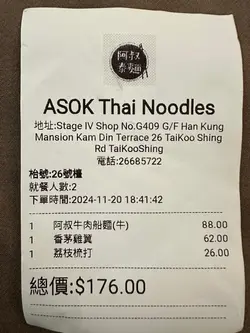 阿叔
泰麵
ASOK Thai Noodles
地址:Stage IV Shop No.G409 G/F Han Kung
Mansion Kam Din Terrace 26 TaiKoo Shing
Rd TaiKooShing
電話:26685722
枱號:26號檯
就餐人數:2
下單時間:2024-11-20 18:41:42
1 阿叔牛肉船麵(牛) 88.00
1 香茅雞翼 62.00
1 荔枝梳打 26.00
總價:$176.00